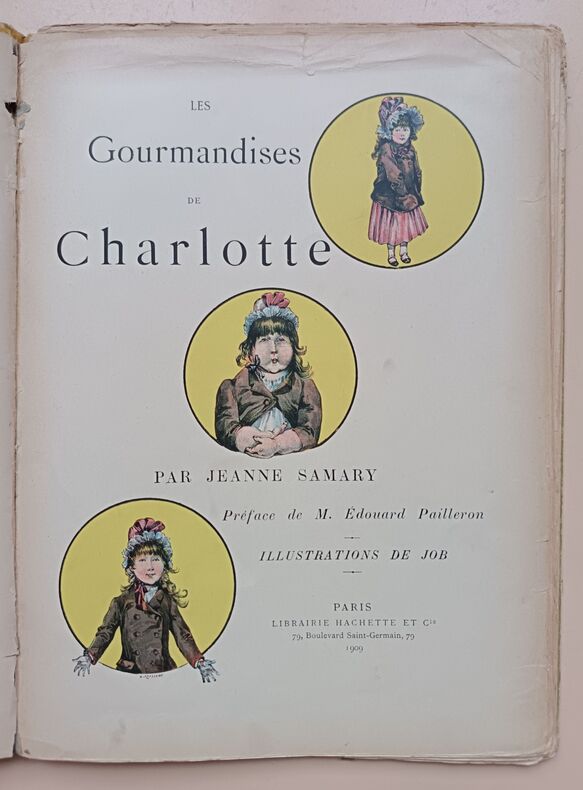 LES
Gourmandises
DE
Charlotte
PAR JEANNE SAMARY
Préface de M. Édouard Pailleron
ILLUSTRATIONS DE JOB
PARIS
LIBRAIRIE HACHETTE ET Cie
79, Boulevard Saint-Germain, 79
1909